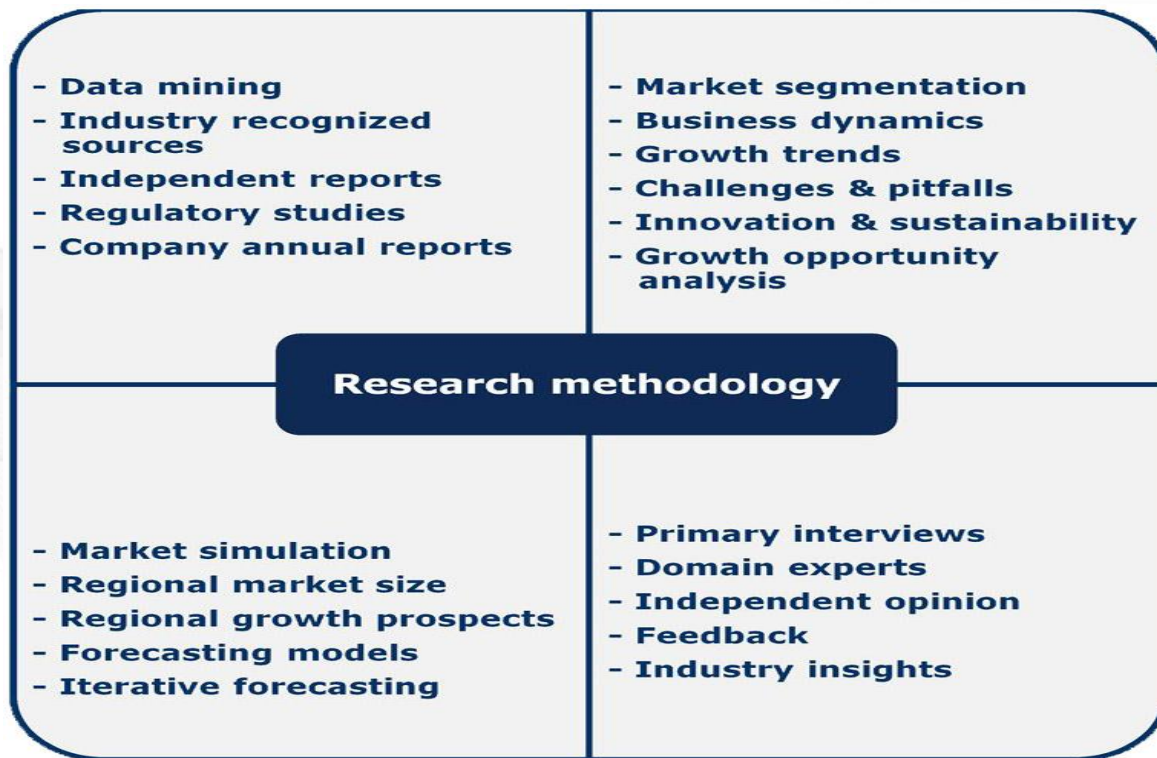 - Data mining
- Industry recognized
sources
- Independent reports
- Regulatory studies
- Company annual reports
- Market segmentation
- Business dynamics
- Growth trends
- Challenges & pitfalls
- Innovation & sustainability
- Growth opportunity
analysis
Research methodology
- Market simulation
- Regional market size
- Regional growth prospects
- Forecasting models
- Iterative forecasting
- Primary interviews
- Domain experts
- Independent opinion
- Feedback
- Industry insights